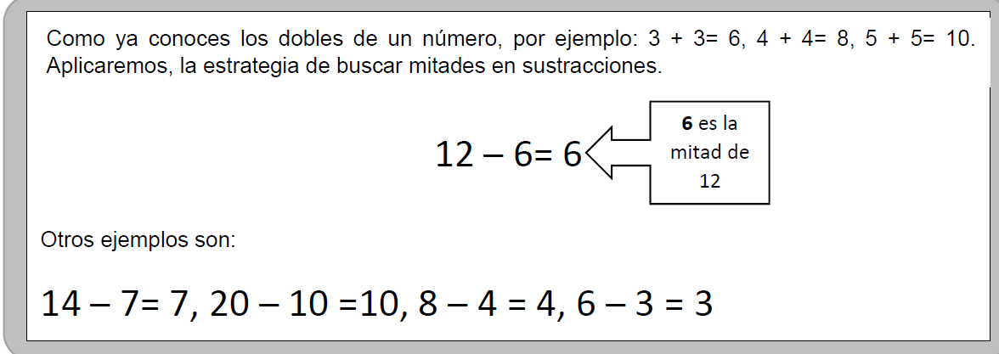 Como ya conoces los dobles de un número, por ejemplo: 3 + 3= 6, 4 + 4= 8, 5 + 5= 10.
Aplicaremos, la estrategia de buscar mitades en sustracciones.
12 – 6= 6
6 es la
mitad de
12
Otros ejemplos son:
14 – 7= 7, 20 – 10 =10, 8 – 4 = 4, 6 – 3 = 3